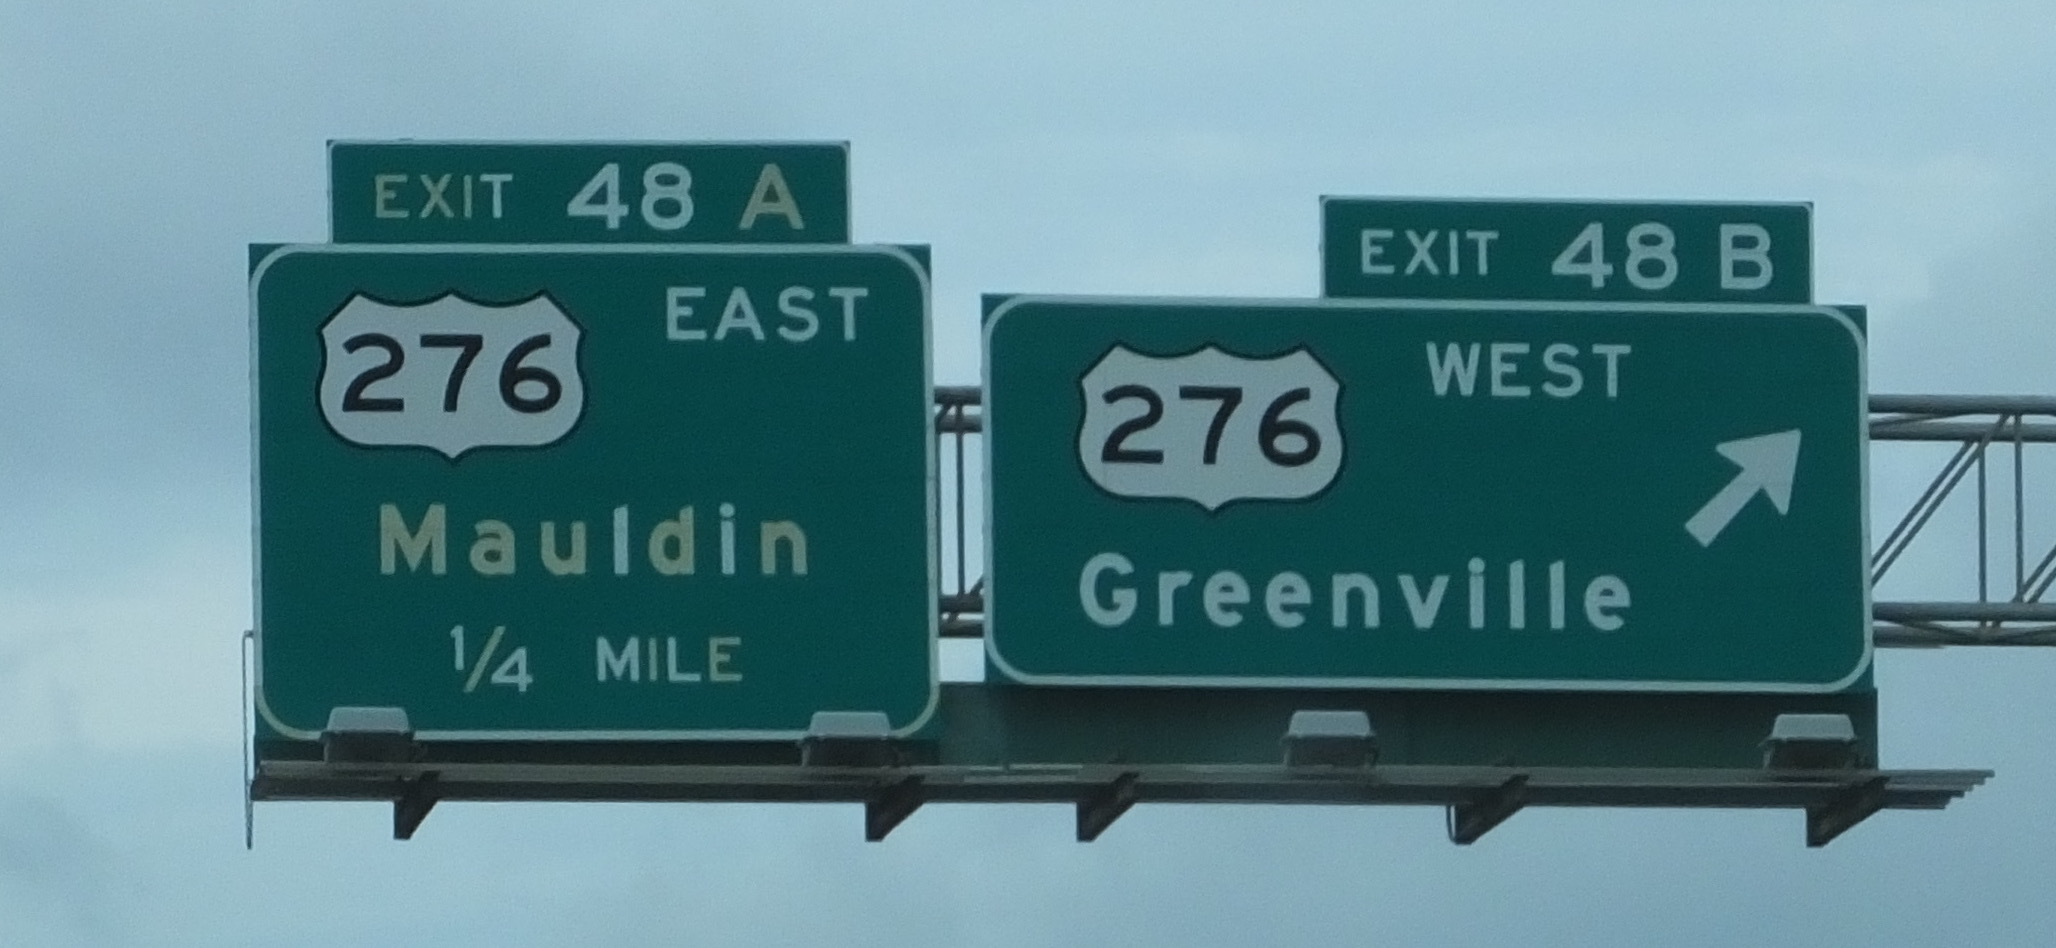 EXIT 48 A
276 EAST
Mauldin
1/4 MILE
EXIT 48 B
276 WEST
Greenville